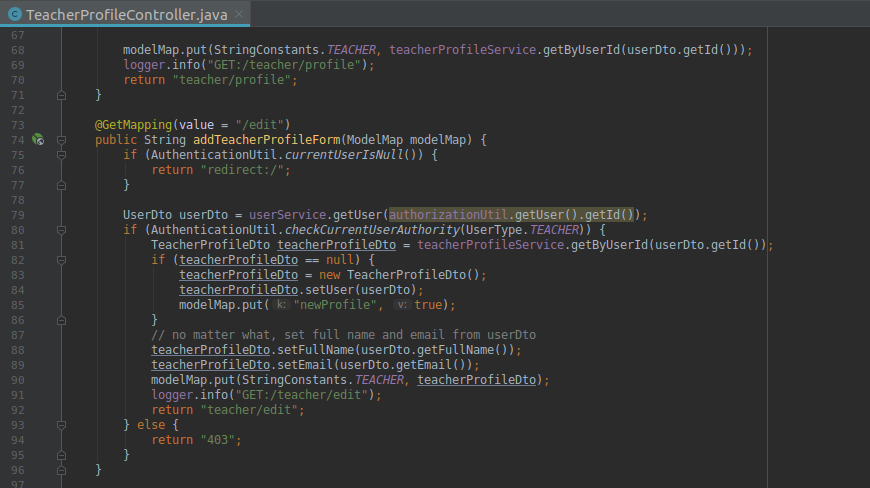 TeacherProfileController.java
67
68 modelMap.put(StringConstants.TEACHER, teacherProfileService.getByUserId(userDto.getId()));
69 logger.info("GET:/teacher/profile");
70 return "teacher/profile";
71 }
72
73 @GetMapping(value = "/edit")
74 public String addTeacherProfileForm(ModelMap modelMap) {
75 if (AuthenticationUtil.currentUserIsNull()) {
76 return "redirect:/";
77 }
78
79 UserDto userDto = userService.getUser(authorizationUtil.getUser().getId());
80 if (AuthenticationUtil.checkCurrentUserAuthority(UserType.TEACHER)) {
81 TeacherProfileDto teacherProfileDto = teacherProfileService.getByUserId(userDto.getId());
82 if (teacherProfileDto == null) {
83 teacherProfileDto = new TeacherProfileDto();
84 teacherProfileDto.setUser(userDto);
85 modelMap.put( k: "newProfile", v: true);
86 }
87 // no matter what, set full name and email from userDto
88 teacherProfileDto.setFullName(userDto.getFullName());
89 teacherProfileDto.setEmail(userDto.getEmail());
90 modelMap.put(StringConstants.TEACHER, teacherProfileDto);
91 logger.info("GET:/teacher/edit");
92 return "teacher/edit";
93 } else {
94 return "403";
95 }
96 }
97